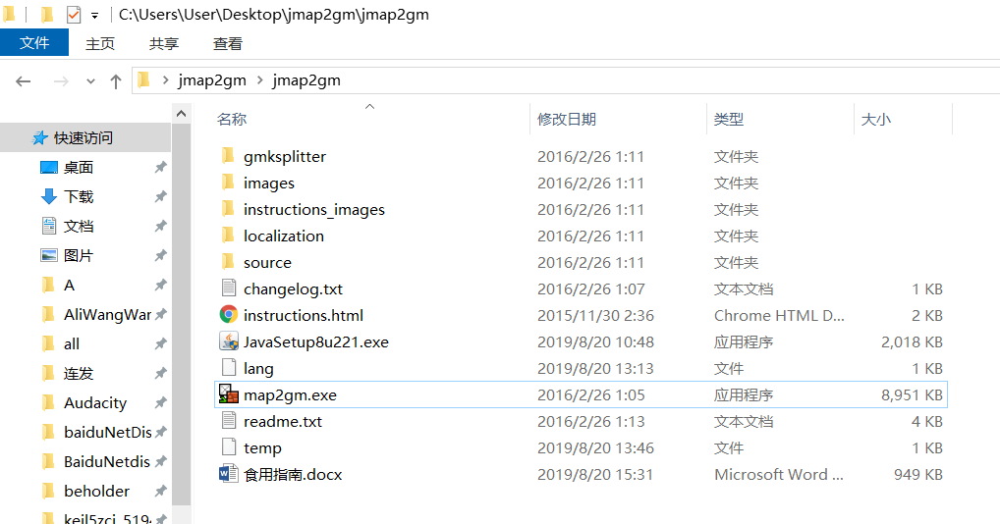 C:\Users\User\Desktop\jmap2gm\jmap2gm
文件 主页 共享 查看
jmap2gm jmap2gm
名称 修改日期 类型 大小
快速访问
桌面
下载
文档
图片
A
AliWangWar
all
连发
Audacity
baiduNetDis
BaiduNetdis
beholder
keil5zcj_519
gmksplitter 2016/2/26 1:11 文件夹
images 2016/2/26 1:11 文件夹
instructions_images 2016/2/26 1:11 文件夹
localization 2016/2/26 1:11 文件夹
source 2016/2/26 1:11 文件夹
changelog.txt 2016/2/26 1:07 文本文档 1 KB
instructions.html 2015/11/30 2:36 Chrome HTML D... 2 KB
JavaSetup8u221.exe 2019/8/20 10:48 应用程序 2,018 KB
lang 2019/8/20 13:13 文件 1 KB
map2gm.exe 2016/2/26 1:05 应用程序 8,951 KB
readme.txt 2016/2/26 1:13 文本文档 4 KB
temp 2019/8/20 13:46 文件 1 KB
食用指南.docx 2019/8/20 15:31 Microsoft Word ... 949 KB